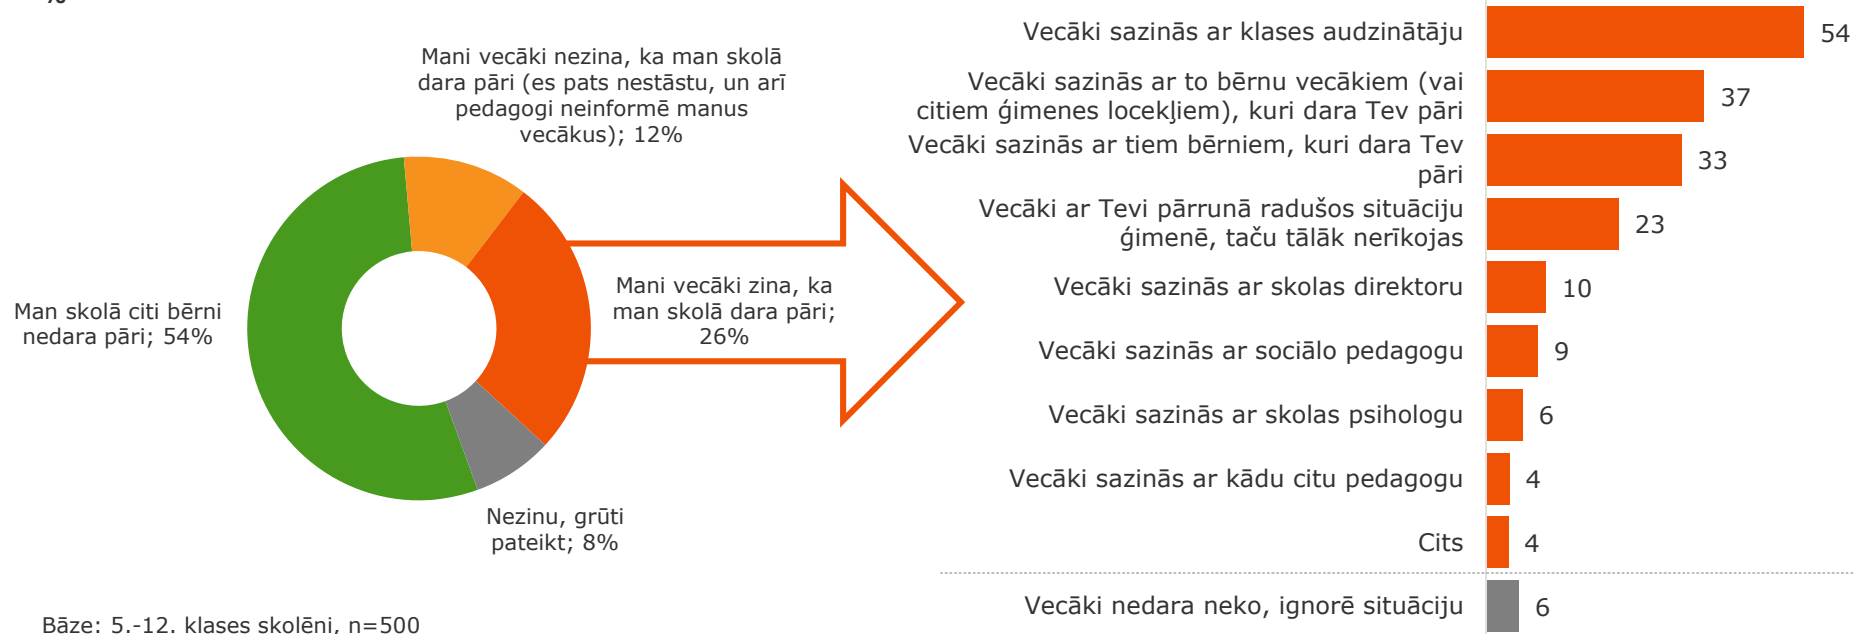 %
Mani vecāki nezina, ka man skolā
dara pāri (es pats nestāstu, un arī
pedagogi neinformē manus
vecākus); 12%
Man skolā citi bērni
nedara pāri; 54%
Mani vecāki zina, ka
man skolā dara pāri;
26%
Nezinu, grūti
pateikt; 8%
Bāze: 5.-12. klases skolēni, n=500
Vecāki sazinās ar klases audzinātāju
54
Vecāki sazinās ar to bērnu vecākiem (vai
citiem ģimenes locekļiem), kuri dara Tev pāri
37
Vecāki sazinās ar tiem bērniem, kuri dara Tev
pāri
33
Vecāki ar Tevi pārrunā radušos situāciju
ģimenē, taču tālāk nerīkojas
23
Vecāki sazinās ar skolas direktoru
10
Vecāki sazinās ar sociālo pedagogu
9
Vecāki sazinās ar skolas psihologu
6
Vecāki sazinās ar kādu citu pedagogu
4
Cits
4
Vecāki nedara neko, ignorē situāciju
6